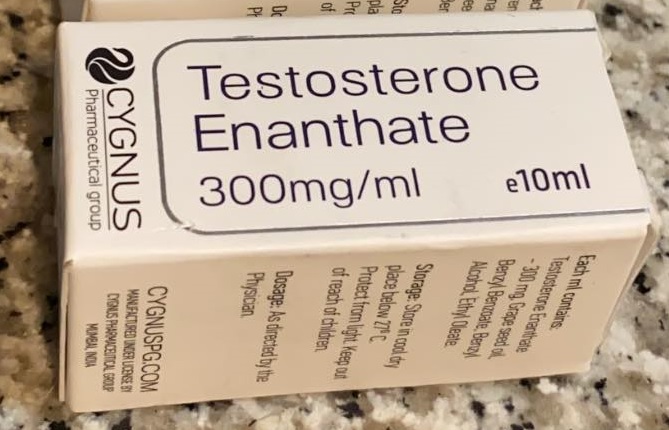 CYGNUS
Pharmaceutical group
Testosterone
Enanthate
300mg/ml
e10ml
Each ml contains:
Testosterone Enanthate
- 300 mg, Grape seed oil,
Benzyl Benzoate, Benzyl
Alcohol, Ethyl Oleate
Storage: Store in cool dry
place below 27° C
Protect from light. Keep out
of reach of children.
Dosage: As directed by the
Physician.
CYGNUSPG.COM
MANUFACTURED UNDER LICENSE BY
CYGNUS PHARMACEUTICAL GROUP
MUMBAI, INDIA